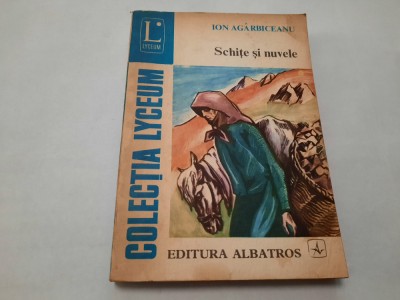 L
LYCEUM
ION AGÂRBICEANU
Schițe și nuvele
COLECȚIA LYCEUM
EDITURA ALBATROS